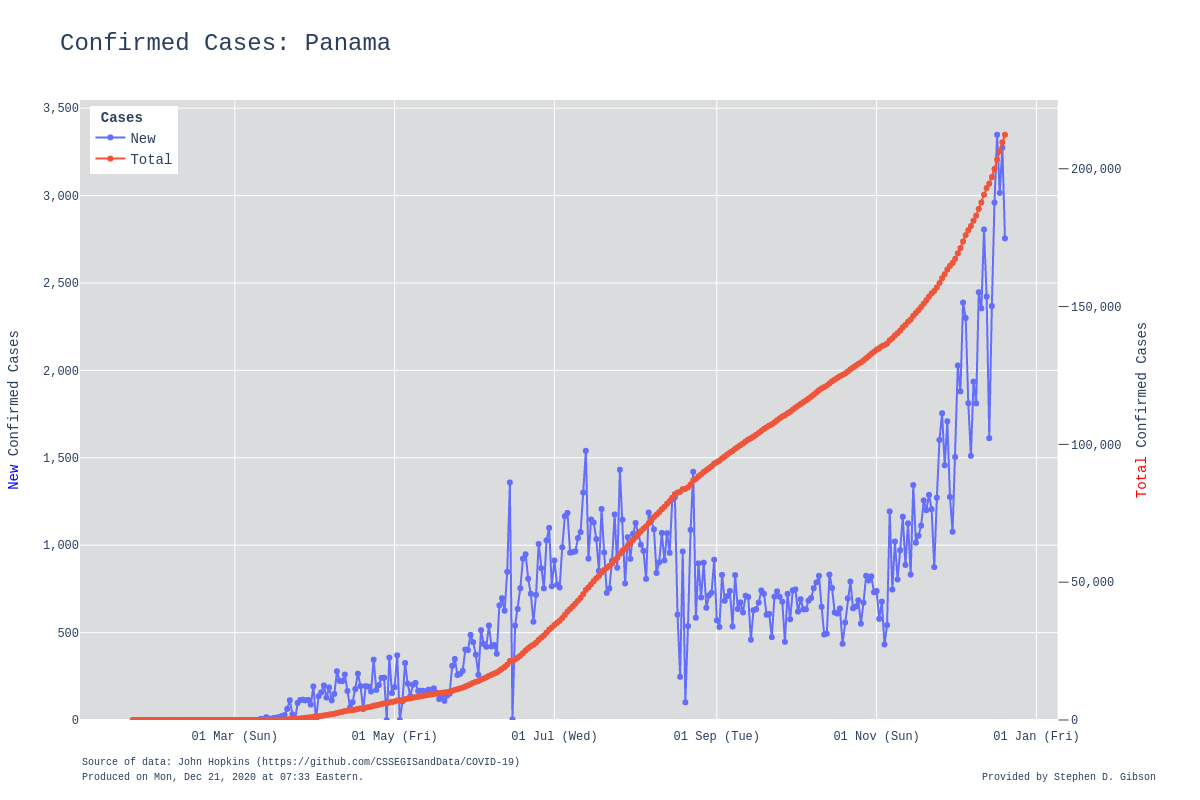 Confirmed Cases: Panama
Cases
New
Total
3,500
3,000
2,500
2,000
1,500
1,000
500
0
New Confirmed Cases
200,000
150,000
100,000
50,000
0
Total Confirmed Cases
01 Mar (Sun) 01 May (Fri) 01 Jul (Wed) 01 Sep (Tue) 01 Nov (Sun) 01 Jan (Fri)
Source of data: John Hopkins (https://github.com/CSSEGISandData/COVID-19)
Produced on Mon, Dec 21, 2020 at 07:33 Eastern.
Provided by Stephen D. Gibson